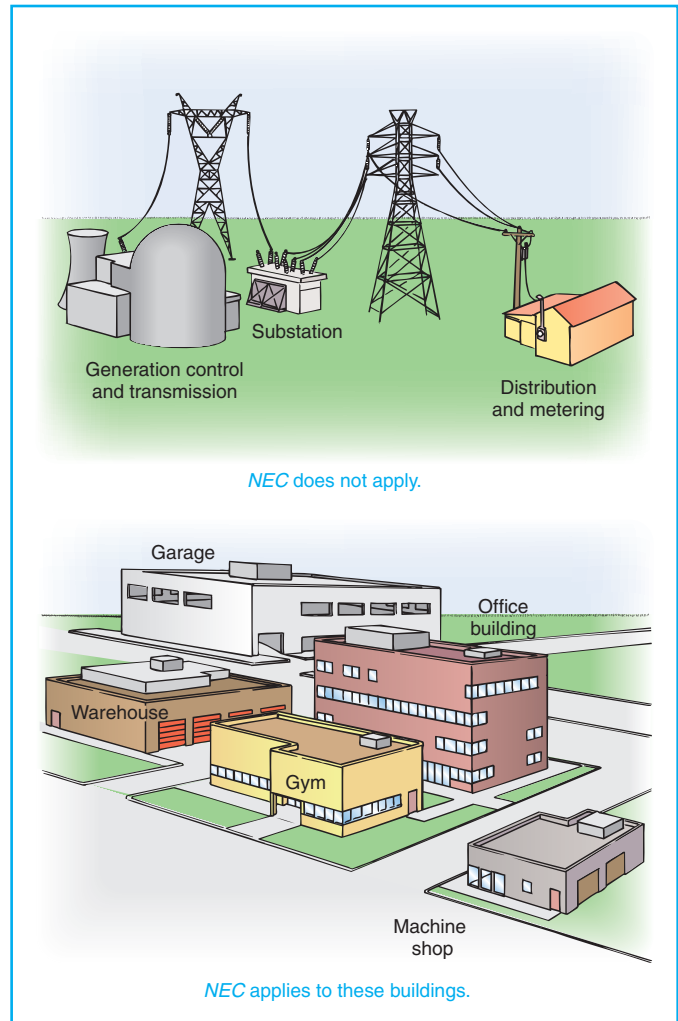 Substation
Generation control
and transmission
Distribution
and metering
NEC does not apply.
Garage
Office
building
Warehouse
Gym
Machine
shop
NEC applies to these buildings.